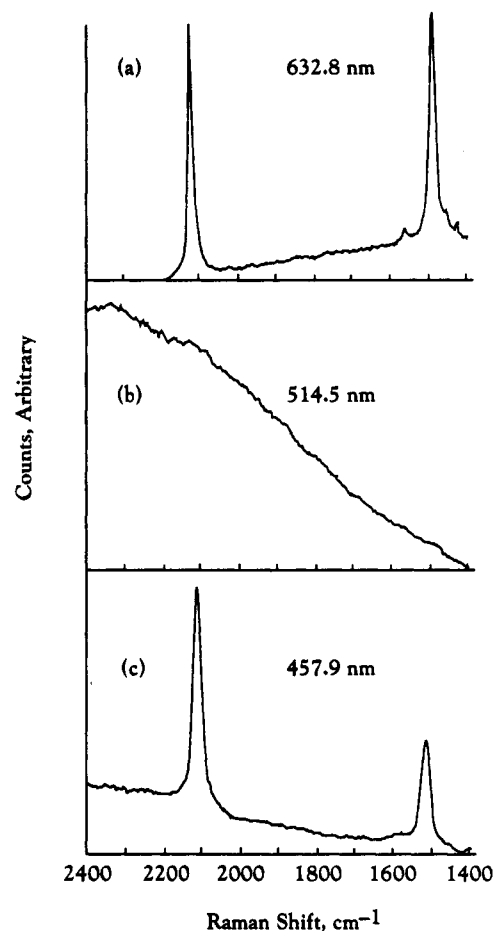 (a) 632.8 nm
(b) 514.5 nm
(c) 457.9 nm
Counts, Arbitrary
2400 2200 2000 1800 1600 1400
Raman Shift, cm⁻¹